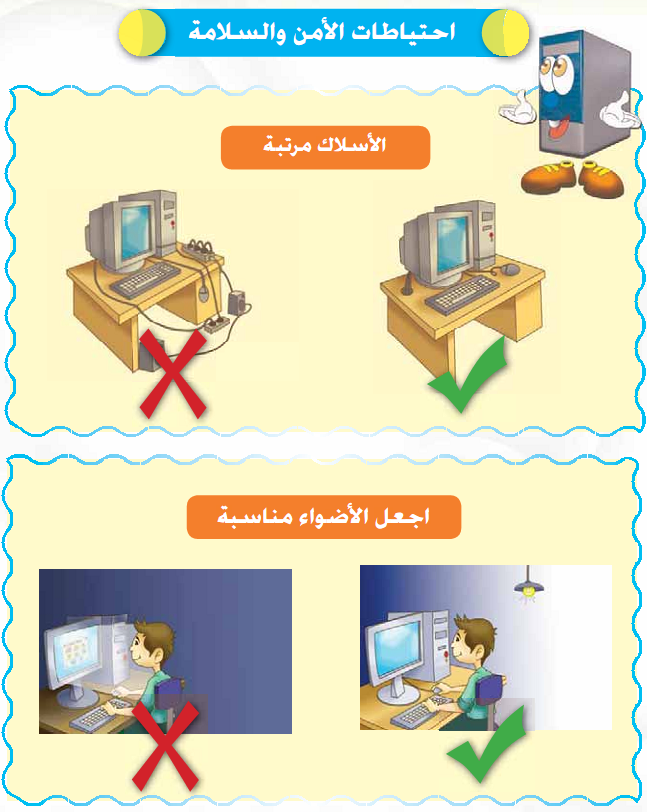 احتياطات الأمن والسلامة
الأسلاك مرتبة
اجعل الأضواء مناسبة